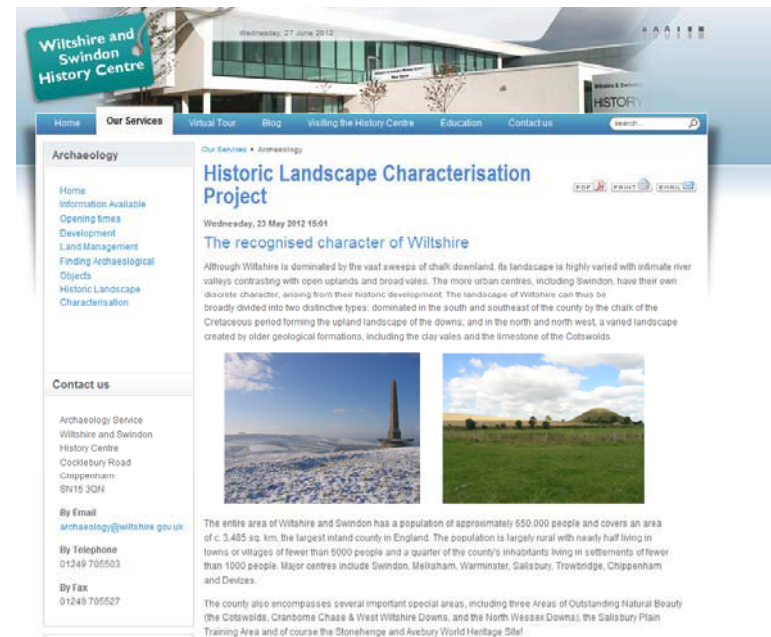 Wiltshire and
Swindon
History Centre
Wednesday, 27 June 2012
HISTORY
Home
Our Services
Virtual Tour
Blog
Visiting the History Centre
Education
Contact us
search...
Archaeology
Home
Information Available
Opening times
Development
Land Management
Finding Archaeological
Objects
Historic Landscape
Characterisation
Contact us
Archaeology Service
Wiltshire and Swindon
History Centre
Cocklebury Road
Chippenham
SN15 3QN
By Email
archaeology@wiltshire.gov.uk
By Telephone
01249 705503
By Fax
01249 705527
Our Services • Archaeology
Historic Landscape Characterisation
Project
PDF
PRINT
EMAIL
Wednesday, 23 May 2012 15:01
The recognised character of Wiltshire
Although Wiltshire is dominated by the vast sweeps of chalk downland, its landscape is highly varied with intimate river
valleys contrasting with open uplands and broad vales. The more urban centres, including Swindon, have their own
discrete character, arising from their historic development. The landscape of Wiltshire can thus be
broadly divided into two distinctive types: dominated in the south and southeast of the county by the chalk of the
Cretaceous period forming the upland landscape of the downs; and in the north and north west, a varied landscape
created by older geological formations, including the clay vales and the limestone of the Cotswolds.
The entire area of Wiltshire and Swindon has a population of approximately 650,000 people and covers an area
of c. 3,485 sq. km, the largest inland county in England. The population is largely rural with nearly half living in
towns or villages of fewer than 5000 people and a quarter of the county's inhabitants living in settlements of fewer
than 1000 people. Major centres include Swindon, Melksham, Warminster, Salisbury, Trowbridge, Chippenham
and Devizes.
The county also encompasses several important special areas, including three Areas of Outstanding Natural Beauty
(the Cotswolds, Cranborne Chase & West Wiltshire Downs, and the North Wessex Downs), the Salisbury Plain
Training Area and of course the Stonehenge and Avebury World Heritage Site!